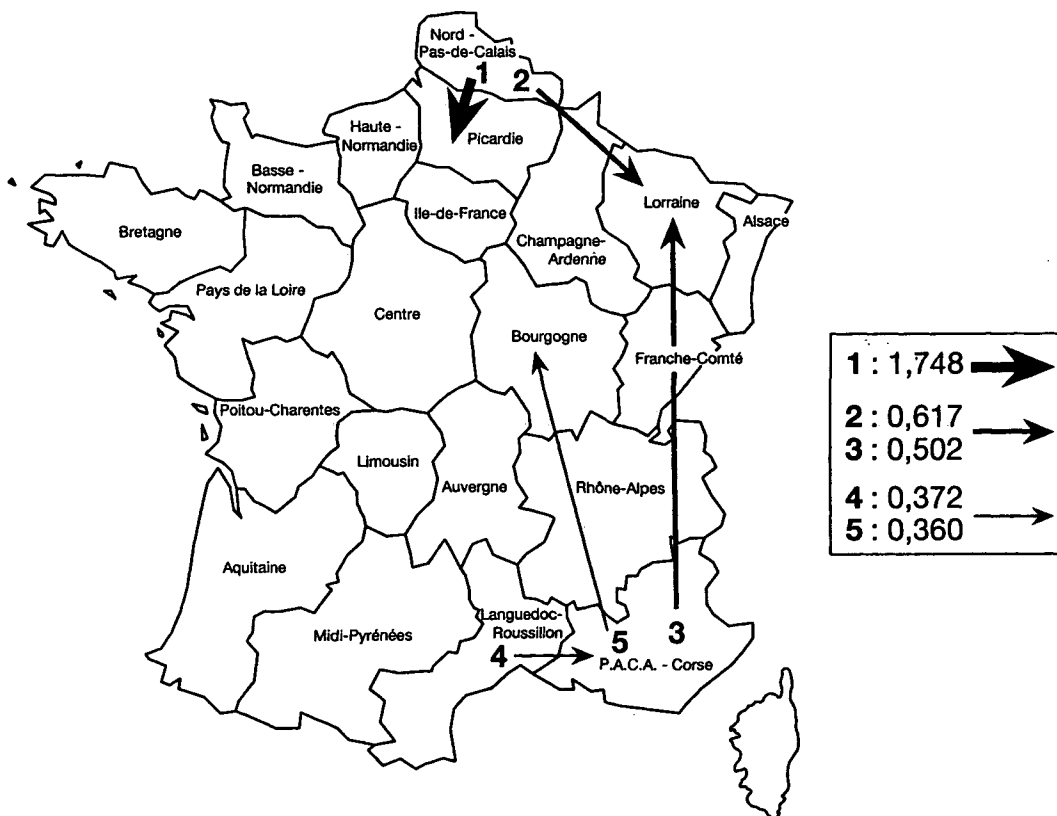 Nord -
Pas-de-Calais
1
2
Haute -
Normandie
Picardie
Basse -
Normandie
Ile-de-France
Lorraine
Alsace
Bretagne
Champagne-
Ardenne
Pays de la Loire
Centre
Bourgogne
Franche-Comté
Poitou-Charentes
Limousin
Auvergne
Rhône-Alpes
Aquitaine
Languedoc-
Roussillon
Midi-Pyrénées
4
5
3
P.A.C.A. - Corse
1 : 1,748
2 : 0,617
3 : 0,502
4 : 0,372
5 : 0,360